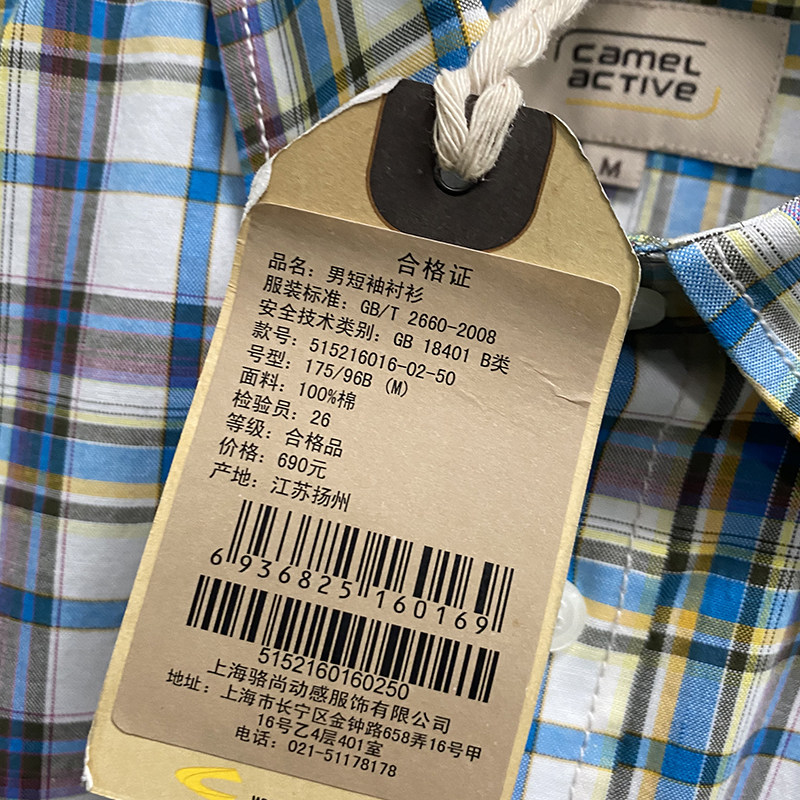 camel
active
M
合格证
品名：男短袖衬衫
服装标准：GB/T 2660-2008
安全技术类别：GB 18401 B类
款号：515216016-02-50
号型：175/96B (M)
面料：100%棉
检验员：26
等级：合格品
价格：690元
产地：江苏扬州
6936825160169
5152160160250
上海骆尚动感服饰有限公司
地址：上海市长宁区金钟路658弄16号甲
16号乙4层401室
电话：021-51178178